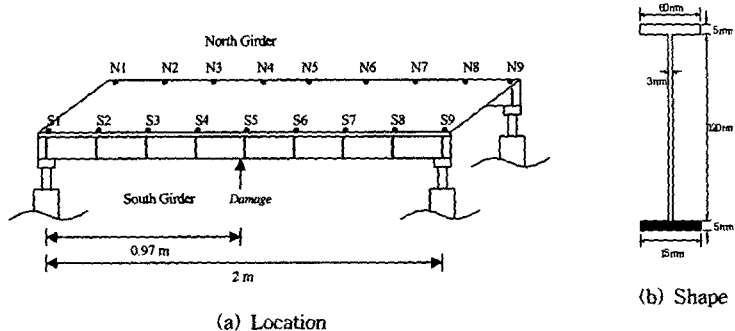 North Girder
N1 N2 N3 N4 N5 N6 N7 N8 N9
S1 S2 S3 S4 S5 S6 S7 S8 S9
South Girder
Damage
0.97 m
2 m
(a) Location
60mm
5mm
3mm
120mm
5mm
15mm
(b) Shape